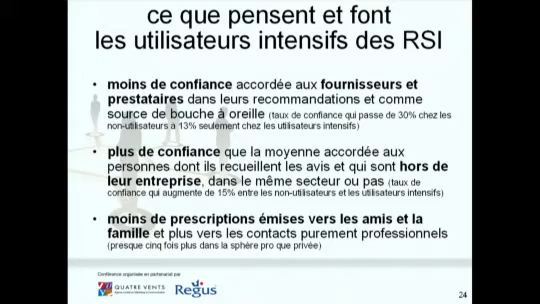 ce que pensent et font
les utilisateurs intensifs des RSI
• moins de confiance accordée aux fournisseurs et
prestataires dans leurs recommandations et comme
source de bouche à oreille (taux de confiance qui passe de 30% chez les
non-utilisateurs à 13% seulement chez les utilisateurs intensifs)
• plus de confiance que la moyenne accordée aux
personnes dont ils recueillent les avis et qui sont hors de
leur entreprise, dans le même secteur ou pas (taux de
confiance qui augmente de 15% entre les non-utilisateurs et les utilisateurs intensifs)
• moins de prescriptions émises vers les amis et la
famille et plus vers les contacts purement professionnels
(presque cinq fois plus dans la sphère pro que privée)
Conférence organisée en partenariat par
QUATRE VENTS
Regus
24